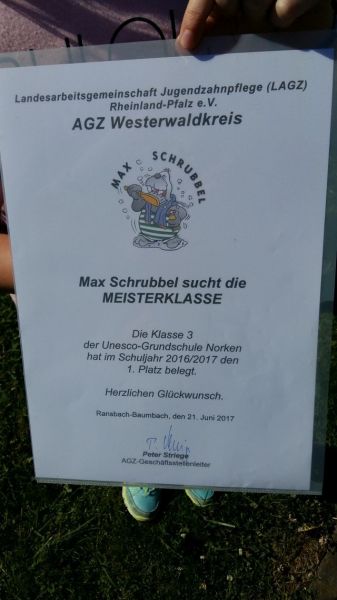 Landesarbeitsgemeinschaft Jugendzahnpflege (LAGZ)
Rheinland-Pfalz e.V.
AGZ Westerwaldkreis
MAX SCHRUBBEL
Max Schrubbel sucht die
MEISTERKLASSE
Die Klasse 3
der Unesco-Grundschule Norken
hat im Schuljahr 2016/2017 den
1. Platz belegt.
Herzlichen Glückwunsch.
Ransbach-Baumbach, den 21. Juni 2017
Peter Striege
AGZ-Geschäftsstellenleiter